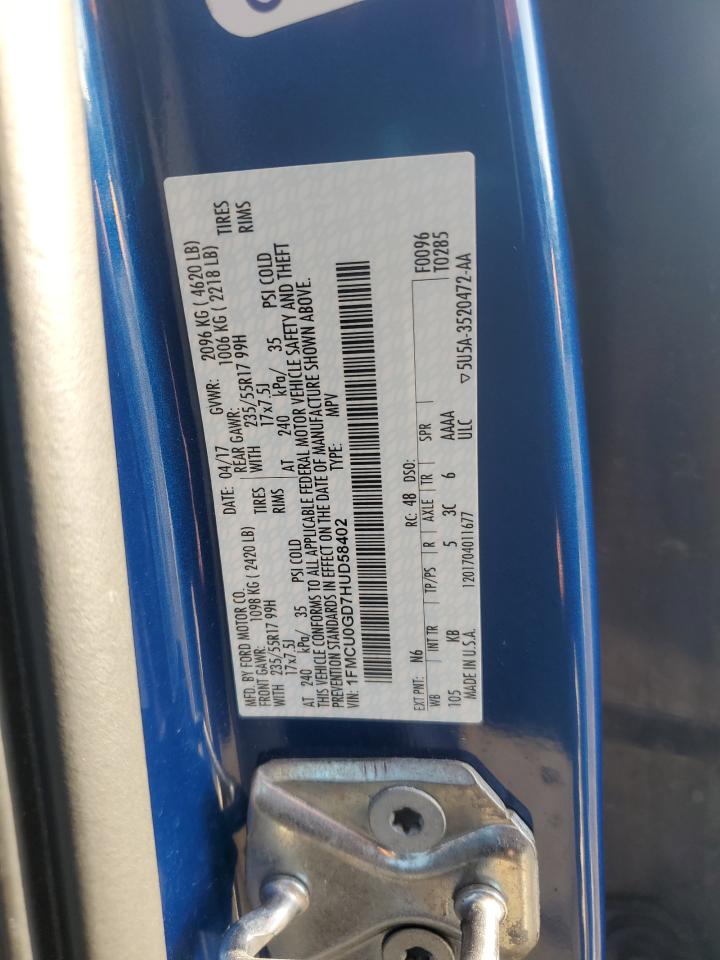 MFD. BY FORD MOTOR CO.
DATE: 04/17 GVWR: 2096 KG ( 4620 LB)
FRONT GAWR: 1098 KG ( 2420 LB) REAR GAWR: 1006 KG ( 2218 LB)
WITH 235/55R17 99H TIRES WITH 235/55R17 99H TIRES
17x7.5J RIMS 17x7.5J RIMS
AT 240 kPa/ 35 PSI COLD AT 240 kPa/ 35 PSI COLD
THIS VEHICLE CONFORMS TO ALL APPLICABLE FEDERAL MOTOR VEHICLE SAFETY AND THEFT
PREVENTION STANDARDS IN EFFECT ON THE DATE OF MANUFACTURE SHOWN ABOVE.
VIN: 1FMCU0GD7HUD58402 TYPE: MPV
F0096
EXT PNT: N6 RC: 48 DSO: T0285
WB INT TR TP/PS R AXLE TR SPR
105 KB 5 3C 6 AAAA
MADE IN U.S.A. 1201704011677 ULC ▽5U5A-3520472-AA